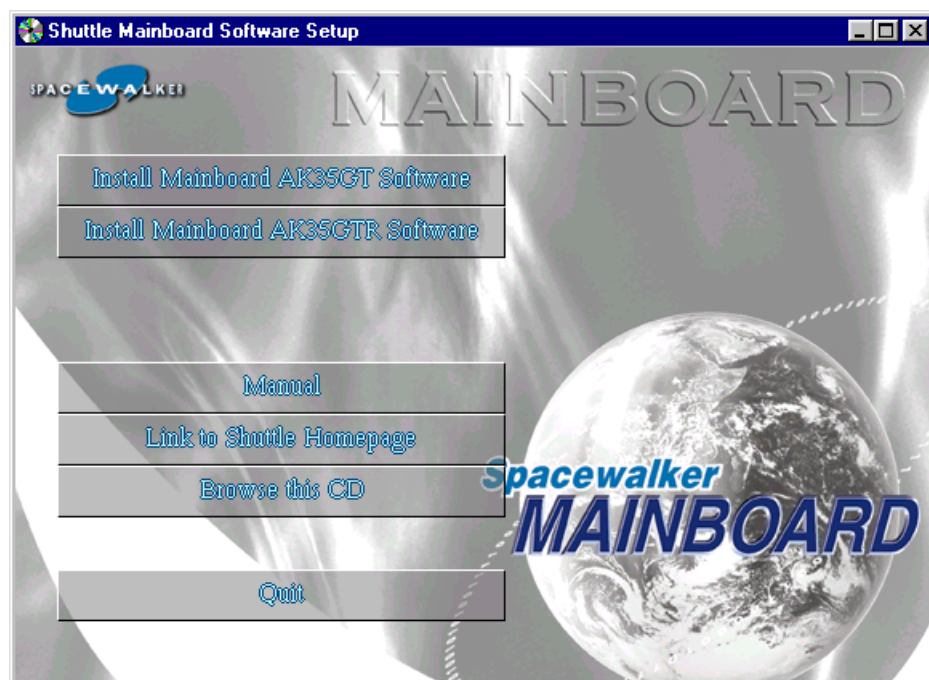 Shuttle Mainboard Software Setup
SPACEWALKER
MAINBOARD
Install Mainboard AK35GT Software
Install Mainboard AK35GTR Software
Manual
Link to Shuttle Homepage
Browse this CD
Spacewalker
MAINBOARD
Quit